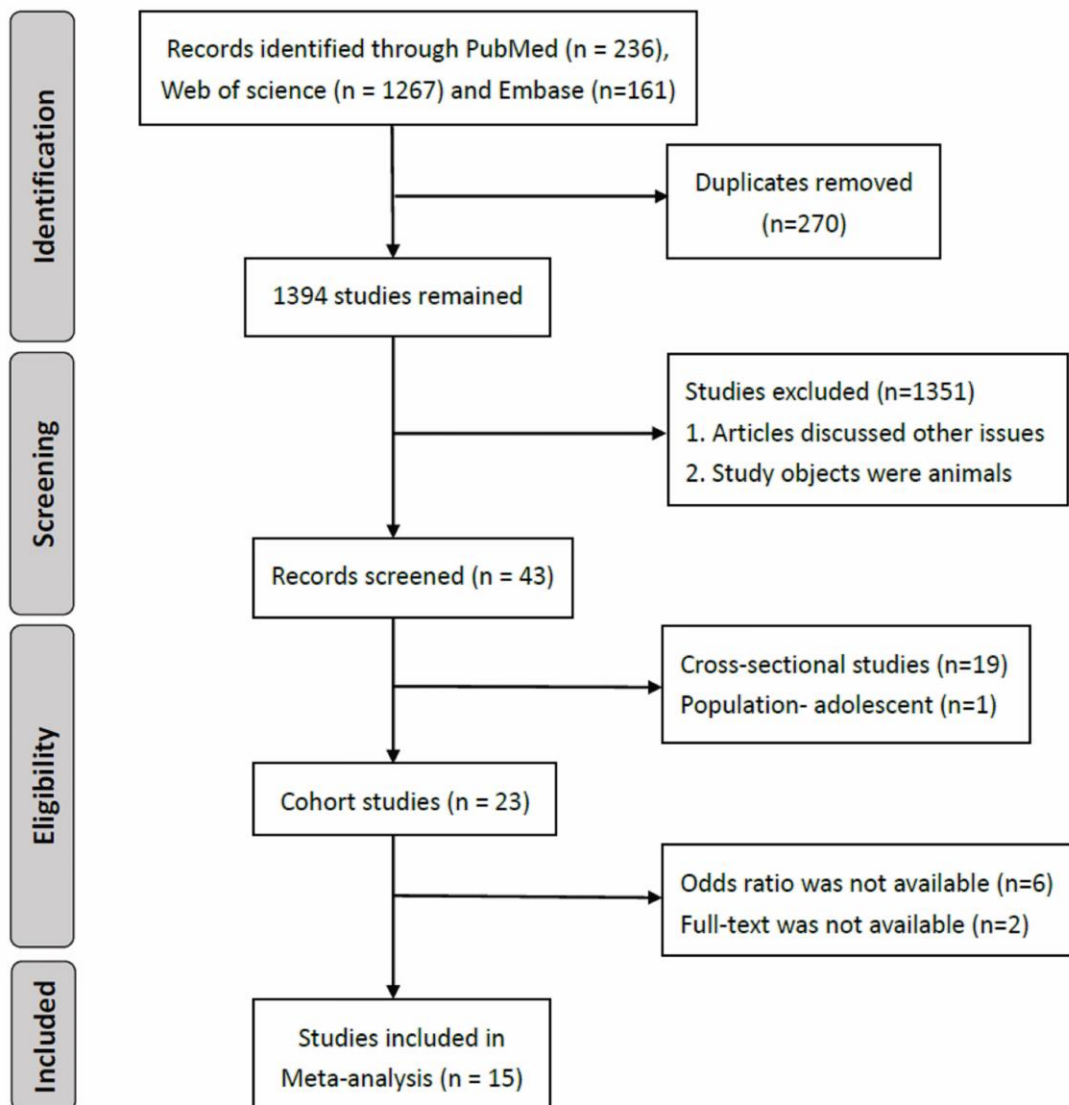 Identification
Records identified through PubMed (n = 236),
Web of science (n = 1267) and Embase (n=161)
Duplicates removed
(n=270)
1394 studies remained
Screening
Studies excluded (n=1351)
1. Articles discussed other issues
2. Study objects were animals
Records screened (n = 43)
Eligibility
Cross-sectional studies (n=19)
Population- adolescent (n=1)
Cohort studies (n = 23)
Odds ratio was not available (n=6)
Full-text was not available (n=2)
Included
Studies included in
Meta-analysis (n = 15)